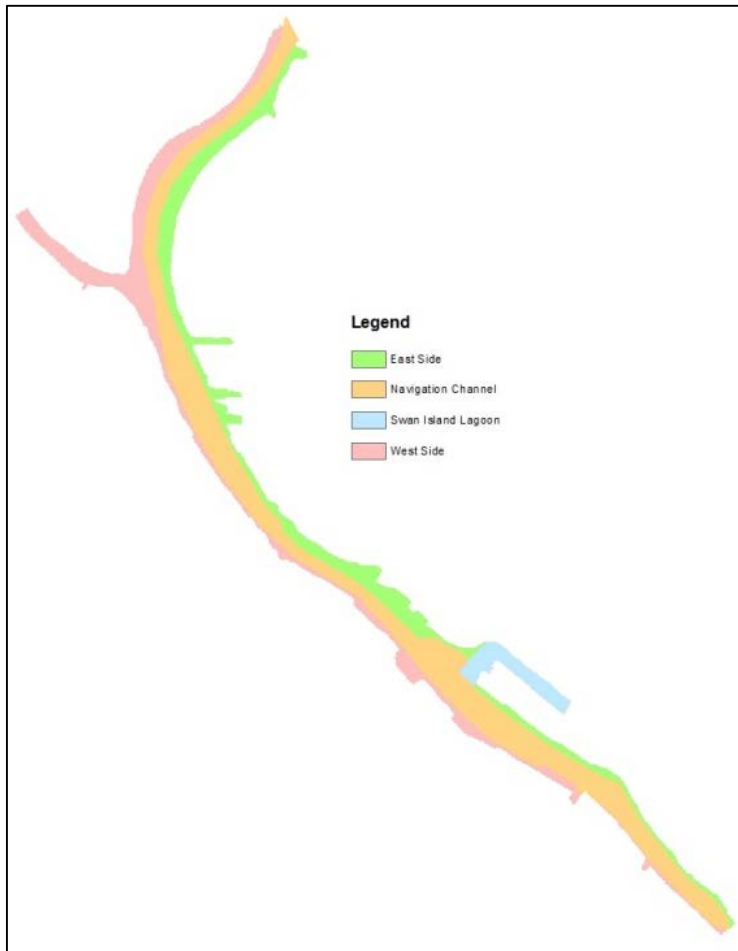 Legend
East Side
Navigation Channel
Swan Island Lagoon
West Side